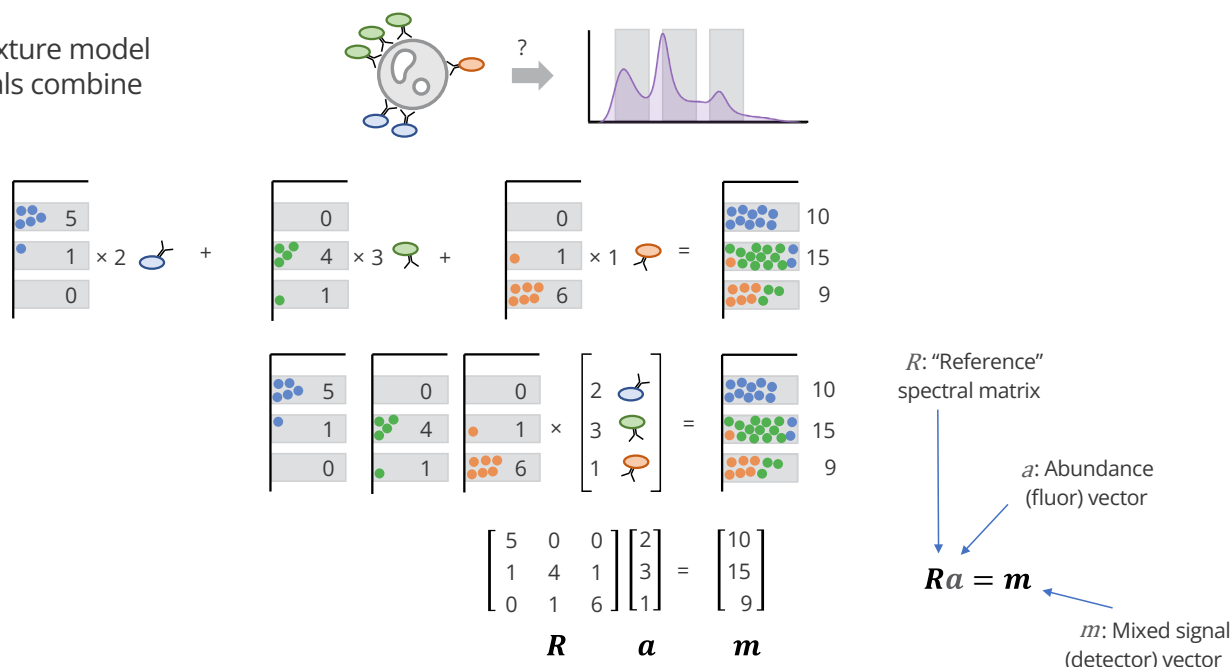 xture model
ls combine
?
5
1 × 2 +
0
0
4 × 3 +
1
0
1 × 1 =
6
10
15
9
5 0 0 2 10
1 4 1 × 3 = 15
0 1 6 1 9
R: “Reference”
spectral matrix
a: Abundance
(fluor) vector
5 0 0 2 10
1 4 1 3 = 15
0 1 6 1 9
R a m
Ra = m
m: Mixed signal
(detector) vector